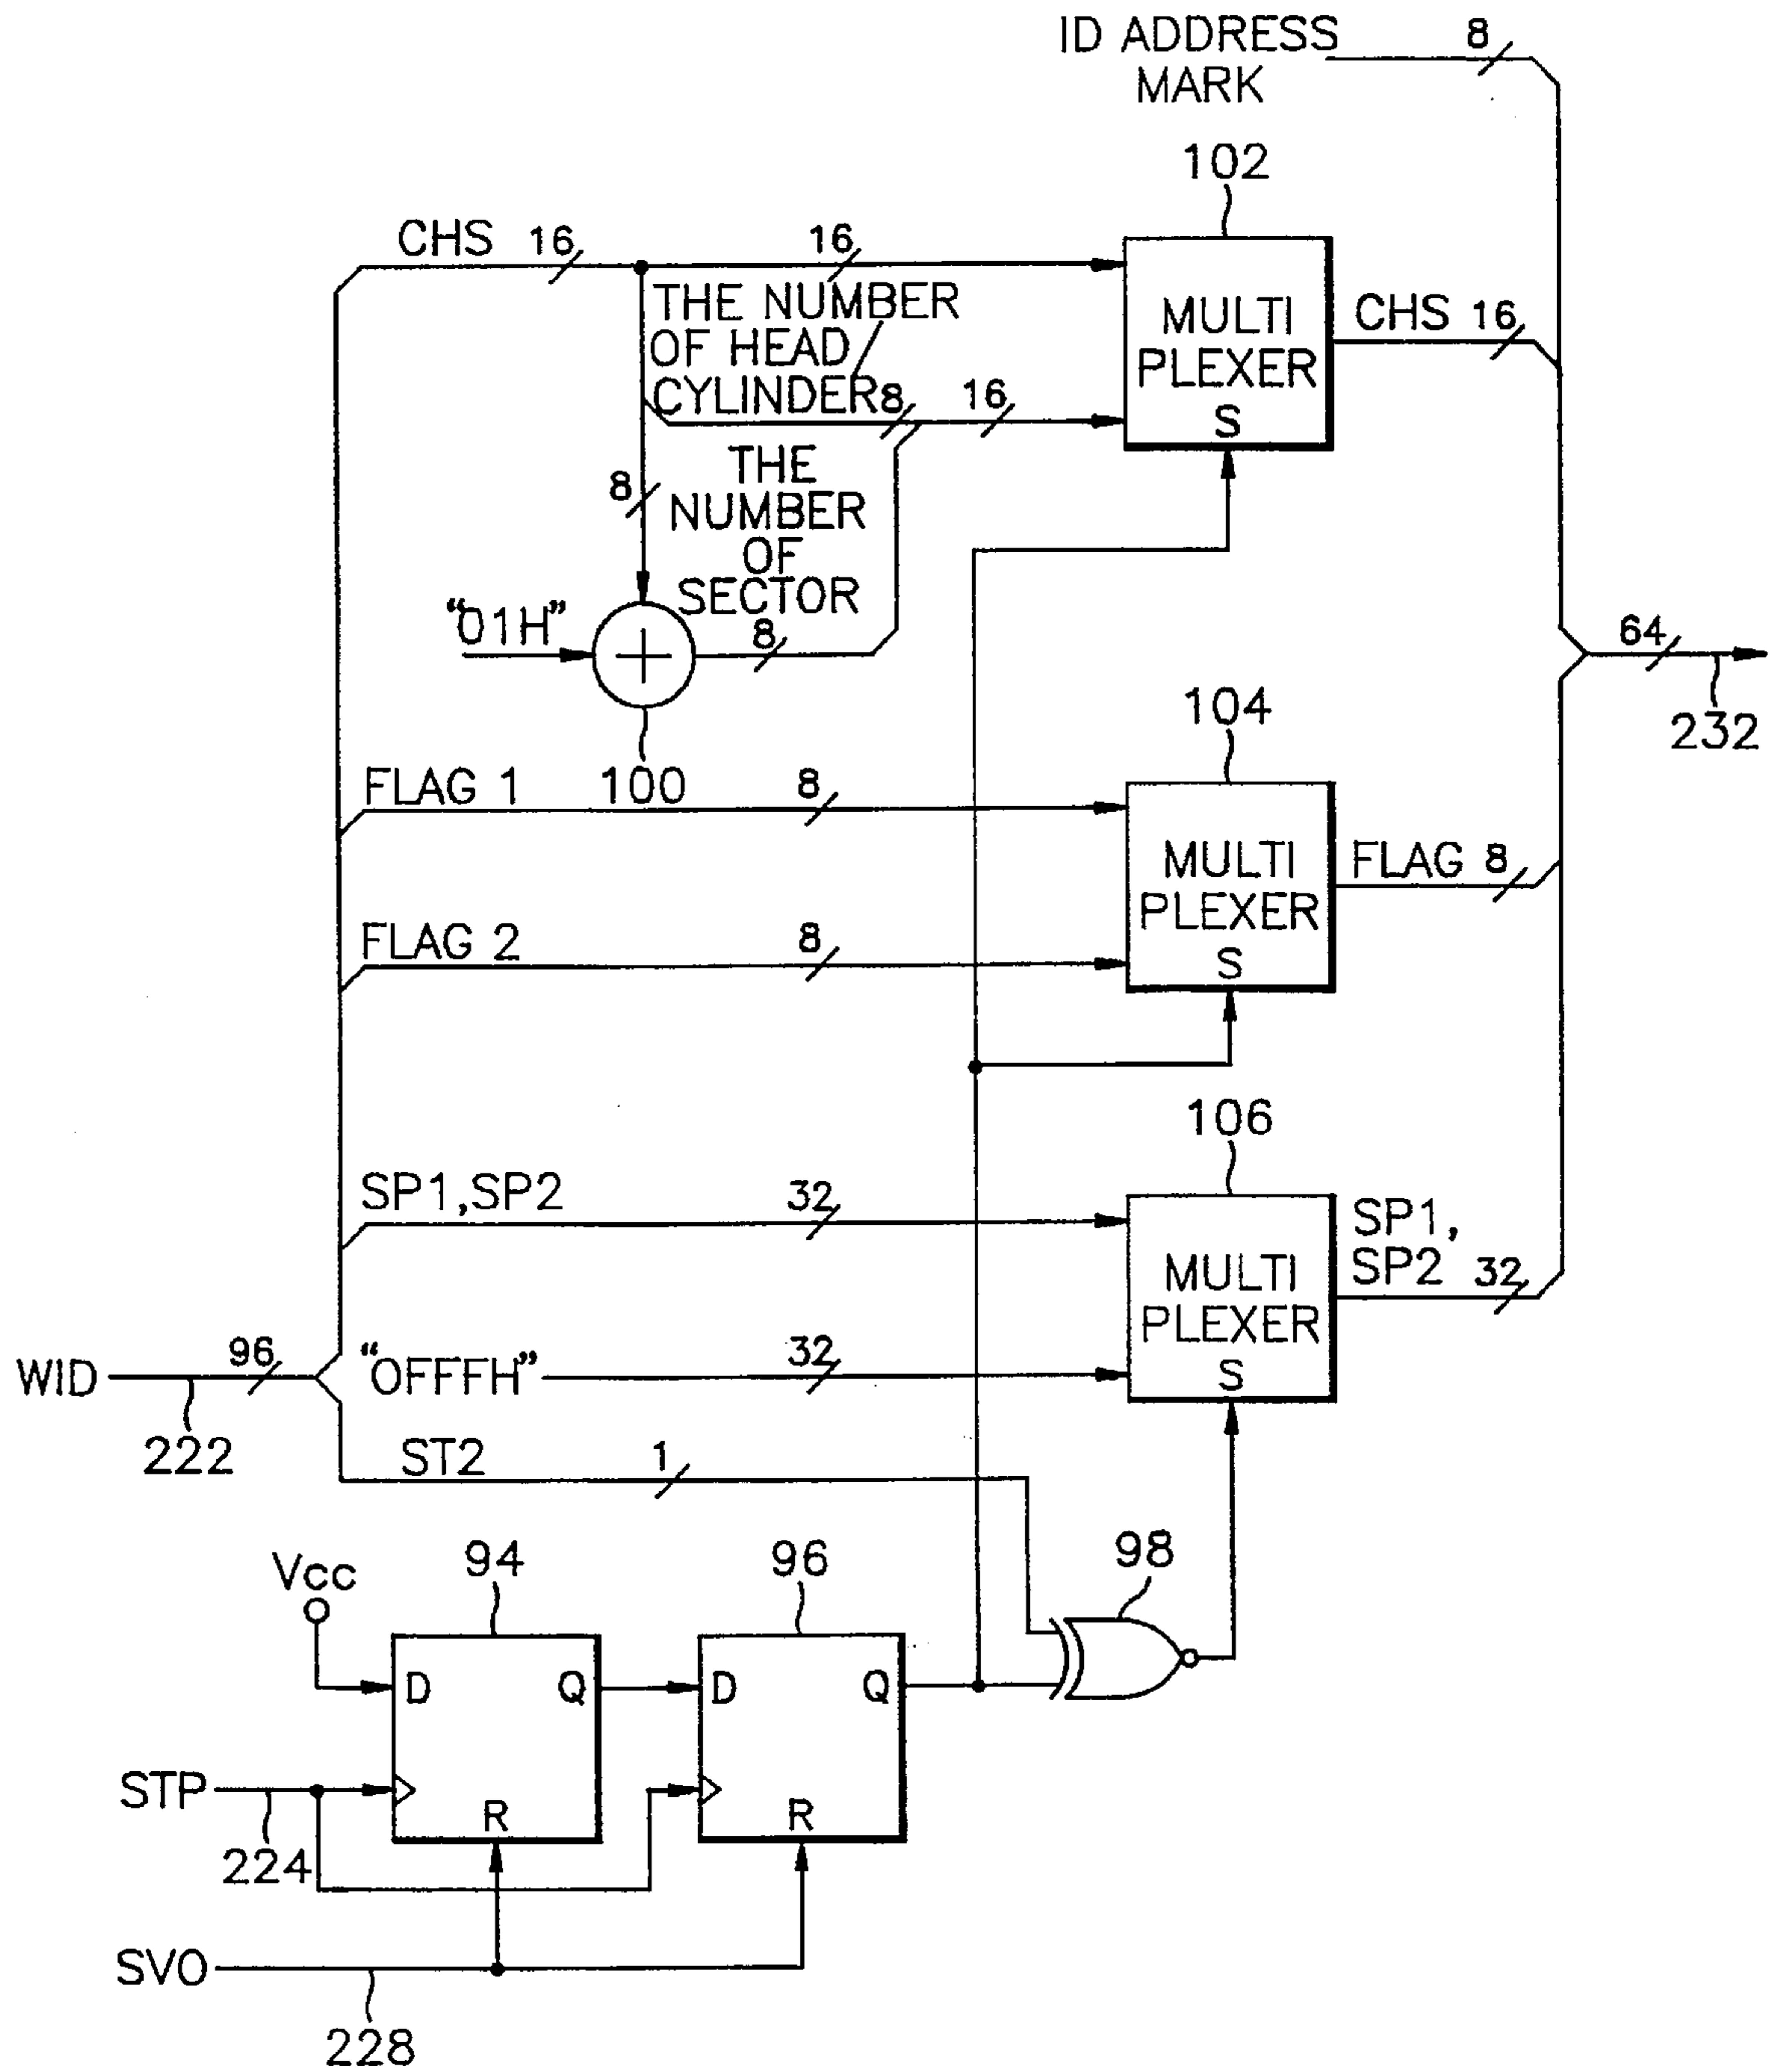 ID ADDRESS 8
MARK
102
CHS 16 16
THE NUMBER
OF HEAD
CYLINDER 8 16
MULTI
PLEXER
S
CHS 16
8 THE
NUMBER
OF
SECTOR
"01H" 8
64
232
100
104
FLAG 1 8
MULTI
PLEXER
S
FLAG 8
FLAG 2 8
106
SP1,SP2 32
MULTI
PLEXER
S
SP1,
SP2 32
WID 96
222
"OFFFH" 32
ST2 1
98
Vcc
94
96
D Q
D Q
STP
224
R
R
SVO
228